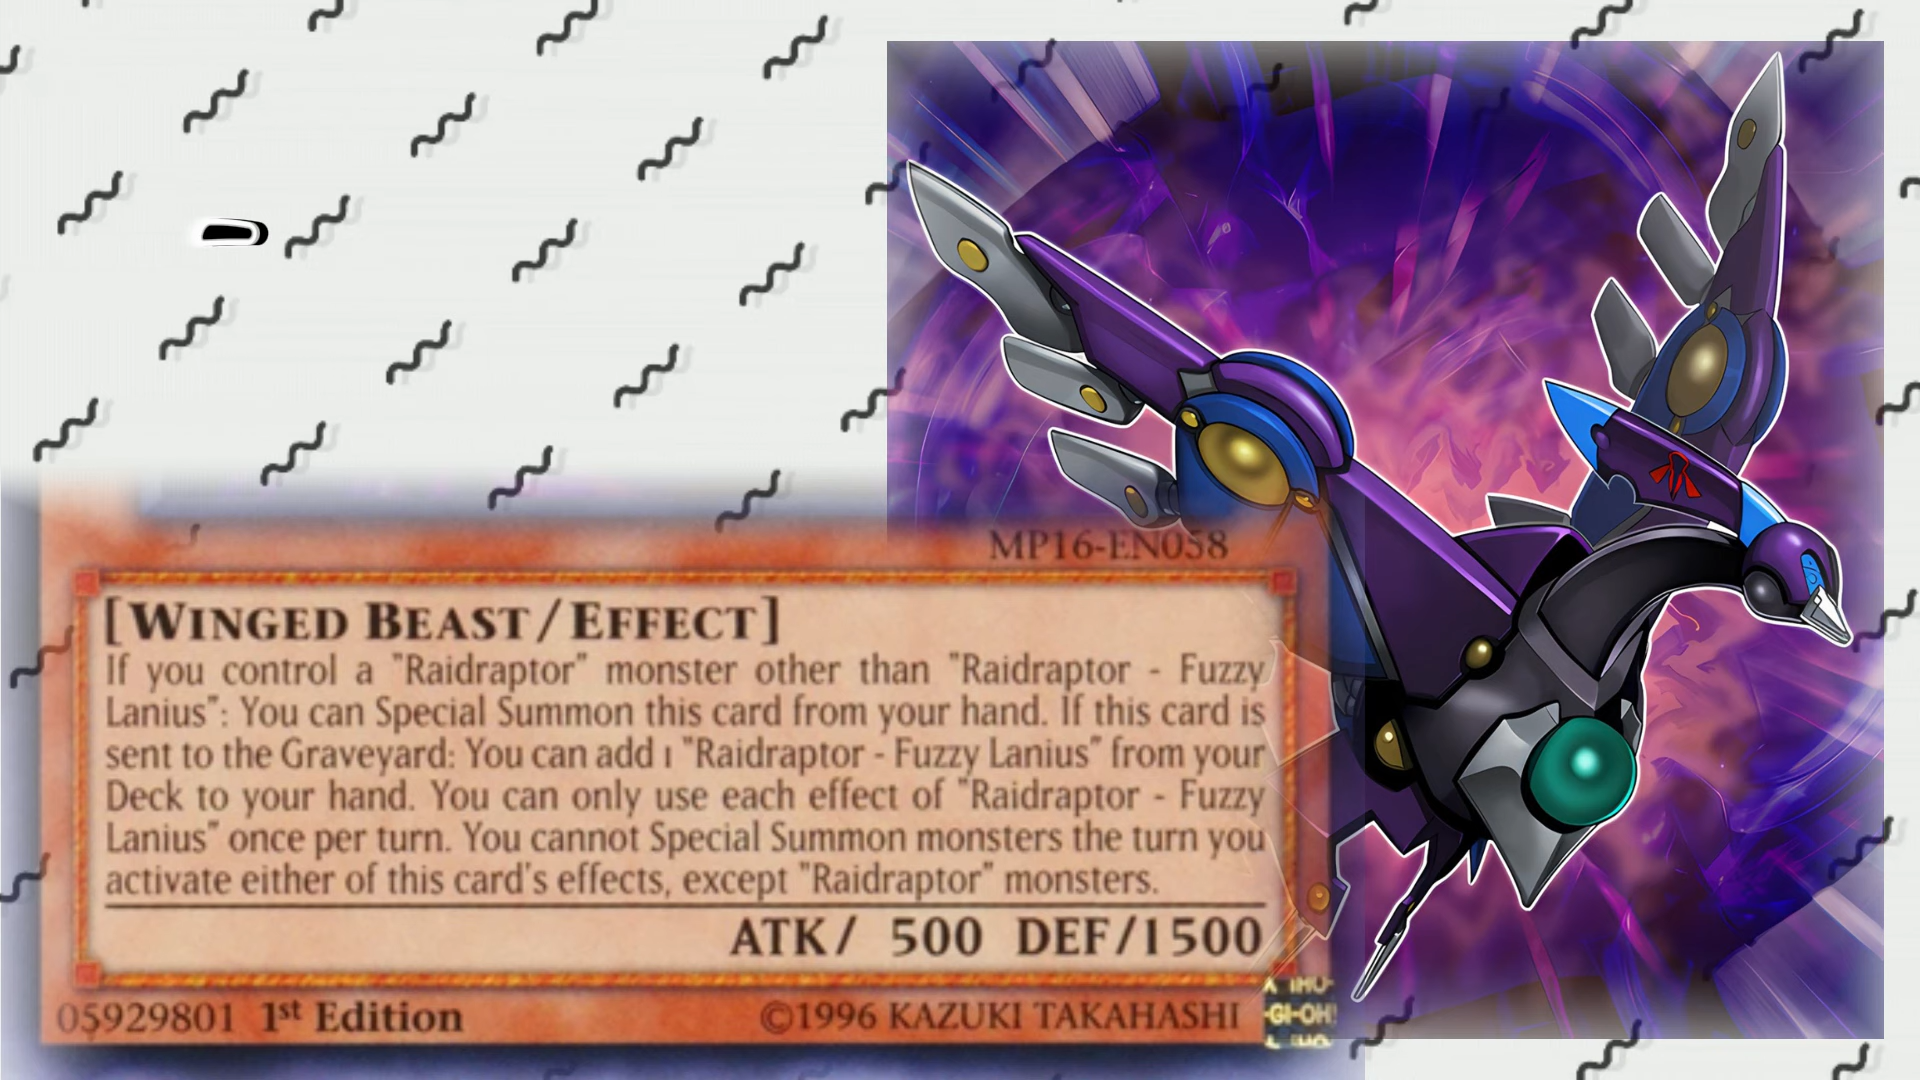 MP16-EN058
[WINGED BEAST/EFFECT]
If you control a "Raidraptor" monster other than "Raidraptor - Fuzzy
Lanius": You can Special Summon this card from your hand. If this card is
sent to the Graveyard: You can add 1 "Raidraptor - Fuzzy Lanius" from your
Deck to your hand. You can only use each effect of "Raidraptor - Fuzzy
Lanius" once per turn. You cannot Special Summon monsters the turn you
activate either of this card's effects, except "Raidraptor" monsters.
ATK/ 500 DEF/1500
05929801 1st Edition ©1996 KAZUKI TAKAHASHI
-GI-OH!